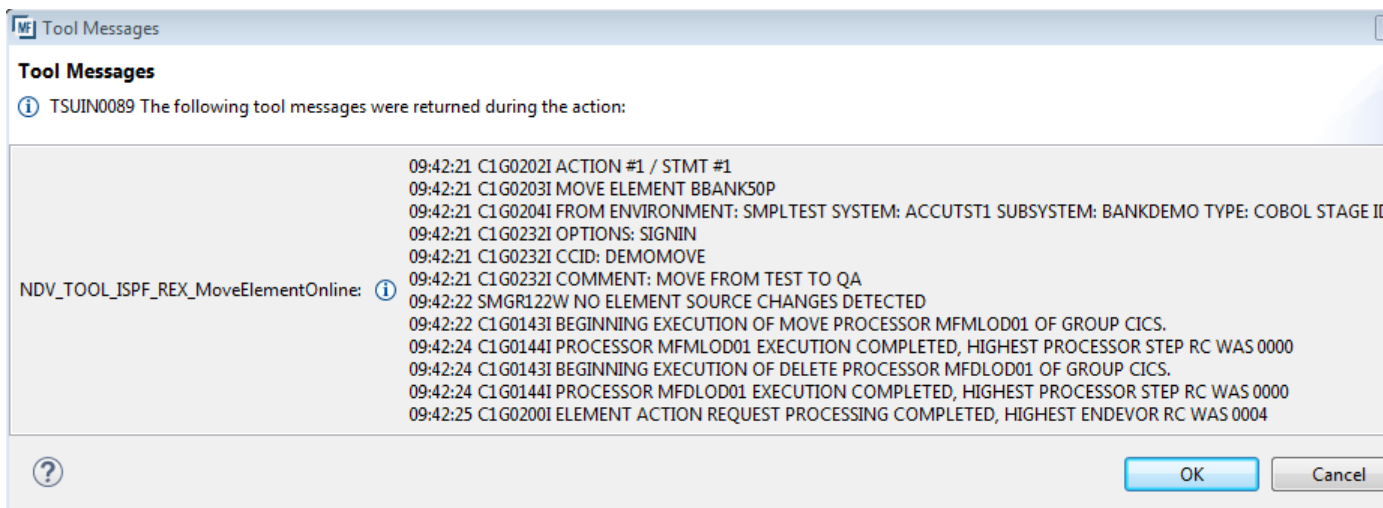 MF Tool Messages
Tool Messages
TSUIN0089 The following tool messages were returned during the action:
09:42:21 C1G0202I ACTION #1 / STMT #1
09:42:21 C1G0203I MOVE ELEMENT BBANK50P
09:42:21 C1G0204I FROM ENVIRONMENT: SMPLTEST SYSTEM: ACCUTST1 SUBSYSTEM: BANKDEMO TYPE: COBOL STAGE ID
09:42:21 C1G0232I OPTIONS: SIGNIN
09:42:21 C1G0232I CCID: DEMOMOVE
09:42:21 C1G0232I COMMENT: MOVE FROM TEST TO QA
NDV_TOOL_ISPF_REX_MoveElementOnline:
09:42:22 SMGR122W NO ELEMENT SOURCE CHANGES DETECTED
09:42:22 C1G0143I BEGINNING EXECUTION OF MOVE PROCESSOR MFMLOD01 OF GROUP CICS.
09:42:24 C1G0144I PROCESSOR MFMLOD01 EXECUTION COMPLETED, HIGHEST PROCESSOR STEP RC WAS 0000
09:42:24 C1G0143I BEGINNING EXECUTION OF DELETE PROCESSOR MFDLOD01 OF GROUP CICS.
09:42:24 C1G0144I PROCESSOR MFDLOD01 EXECUTION COMPLETED, HIGHEST PROCESSOR STEP RC WAS 0000
09:42:25 C1G0200I ELEMENT ACTION REQUEST PROCESSING COMPLETED, HIGHEST ENDEVOR RC WAS 0004
OK Cancel